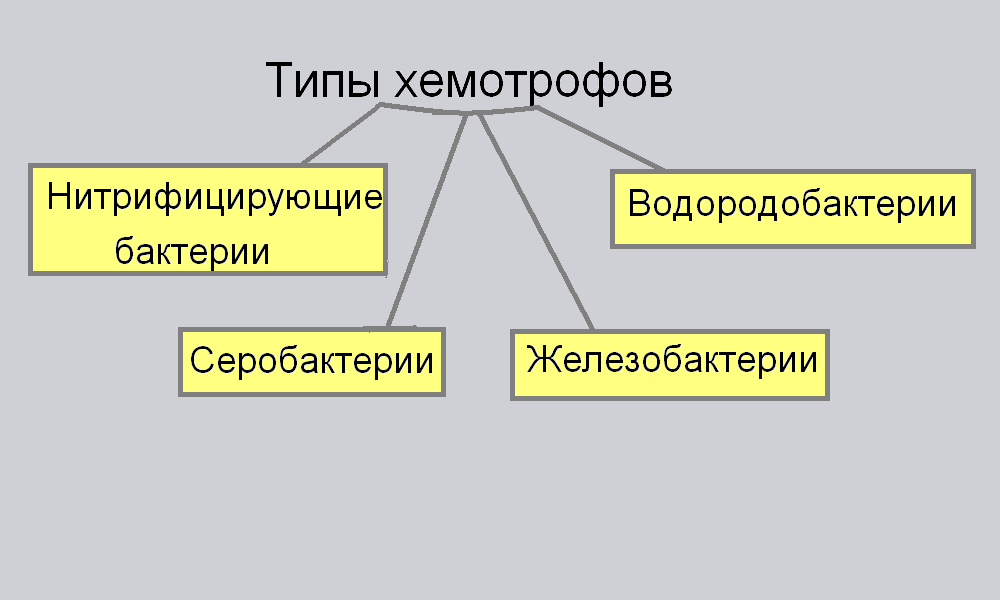 Типы хемотрофов
Нитрифицирующие
бактерии
Водородобактерии
Серобактерии
Железобактерии